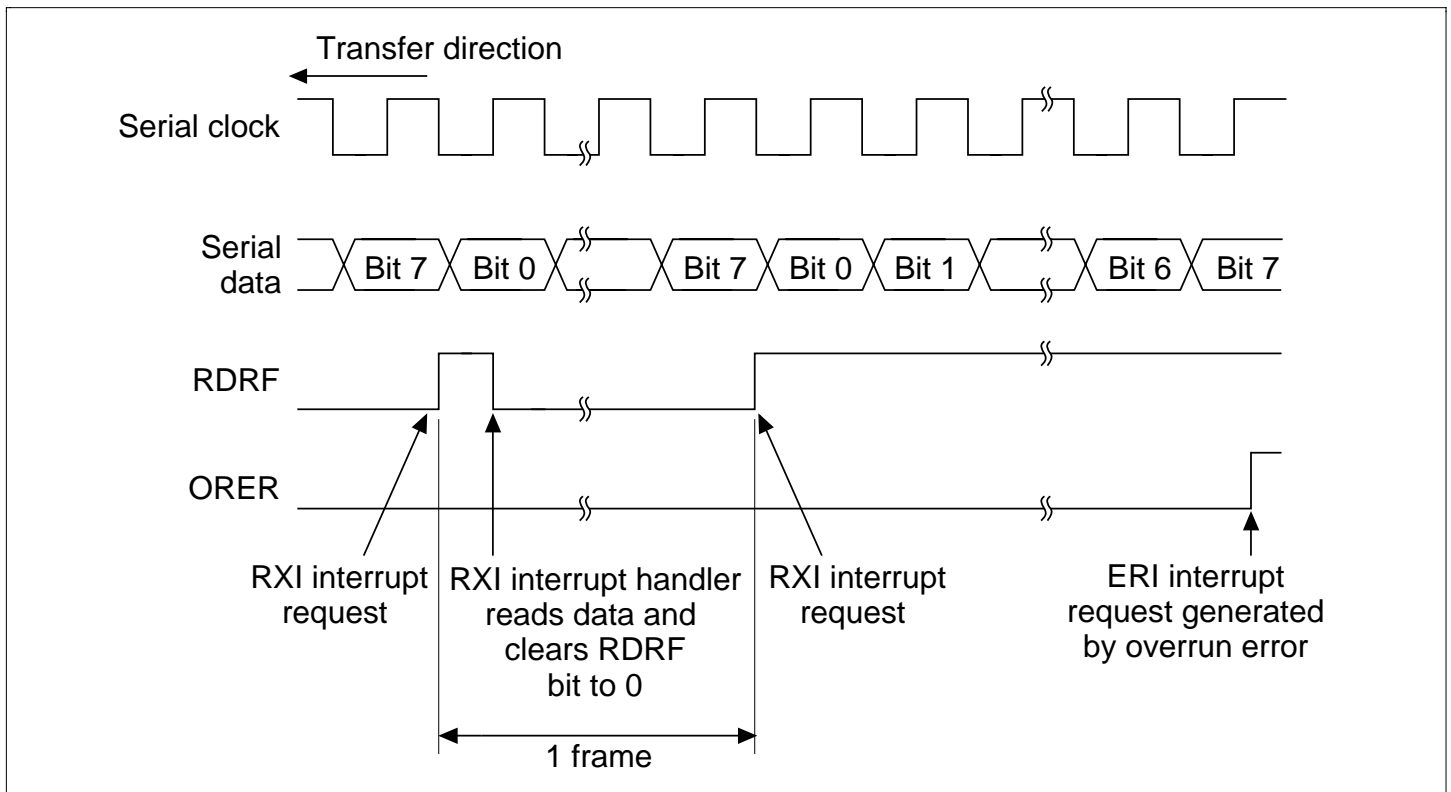 Transfer direction
Serial clock
Serial
data
Bit 7 Bit 0 Bit 7 Bit 0 Bit 1 Bit 6 Bit 7
RDRF
ORER
RXI interrupt
request
RXI interrupt handler
reads data and
clears RDRF
bit to 0
RXI interrupt
request
ERI interrupt
request generated
by overrun error
1 frame